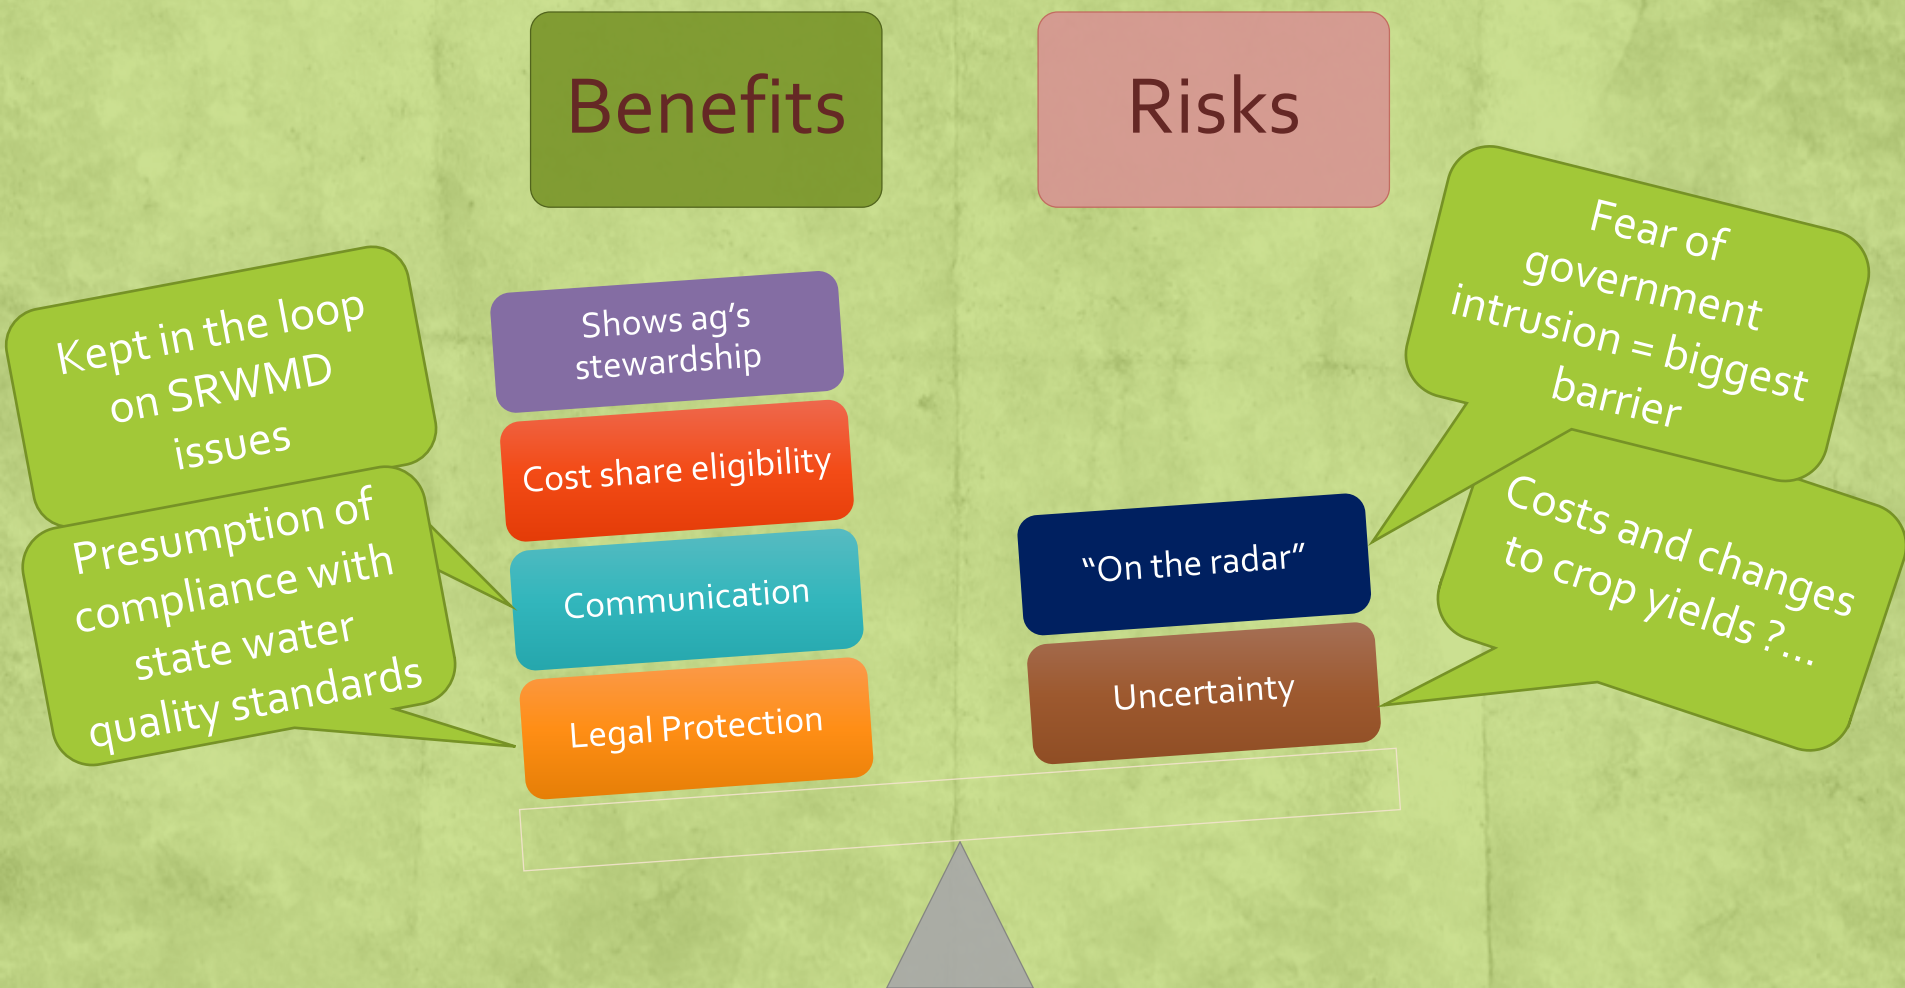 Benefits
Risks
Kept in the loop
on SRWMD
issues
Presumption of
compliance with
state water
quality standards
Shows ag’s
stewardship
Cost share eligibility
Communication
Legal Protection
“On the radar”
Uncertainty
Fear of
government
intrusion = biggest
barrier
Costs and changes
to crop yields ?...